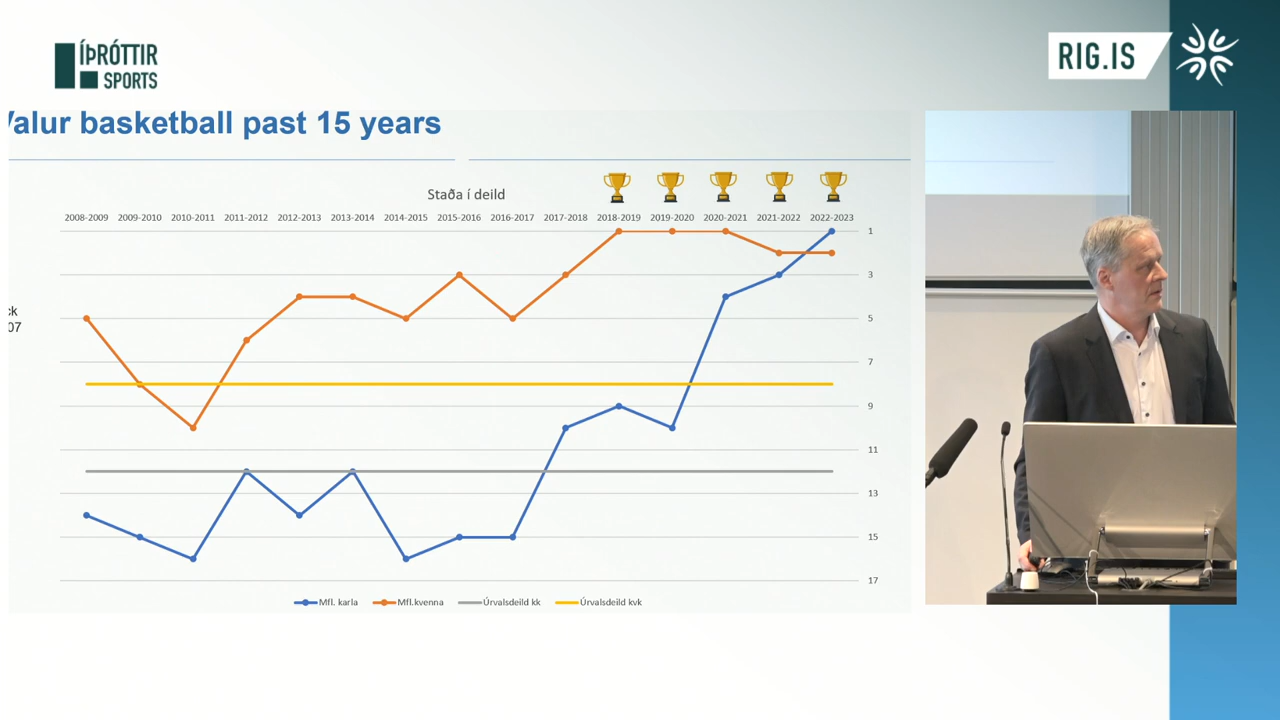 ÍÞRÓTTIR
SPORTS
RIG.IS
Valur basketball past 15 years
Staða í deild
2008-2009 2009-2010 2010-2011 2011-2012 2012-2013 2013-2014 2014-2015 2015-2016 2016-2017 2017-2018 2018-2019 2019-2020 2020-2021 2021-2022 2022-2023
1
3
ck
5
07
7
9
11
13
15
17
Mfl. karla Mfl.kvenna Úrvalsdeild kk Úrvalsdeild kvk